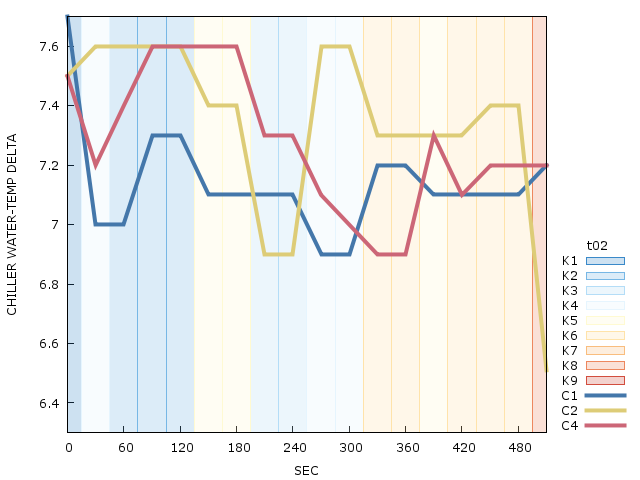 7.6
7.4
7.2
7
6.8
6.6
6.4
CHILLER WATER-TEMP DELTA
0 60 120 180 240 300 360 420 480
SEC
t02
K1
K2
K3
K4
K5
K6
K7
K8
K9
C1
C2
C4